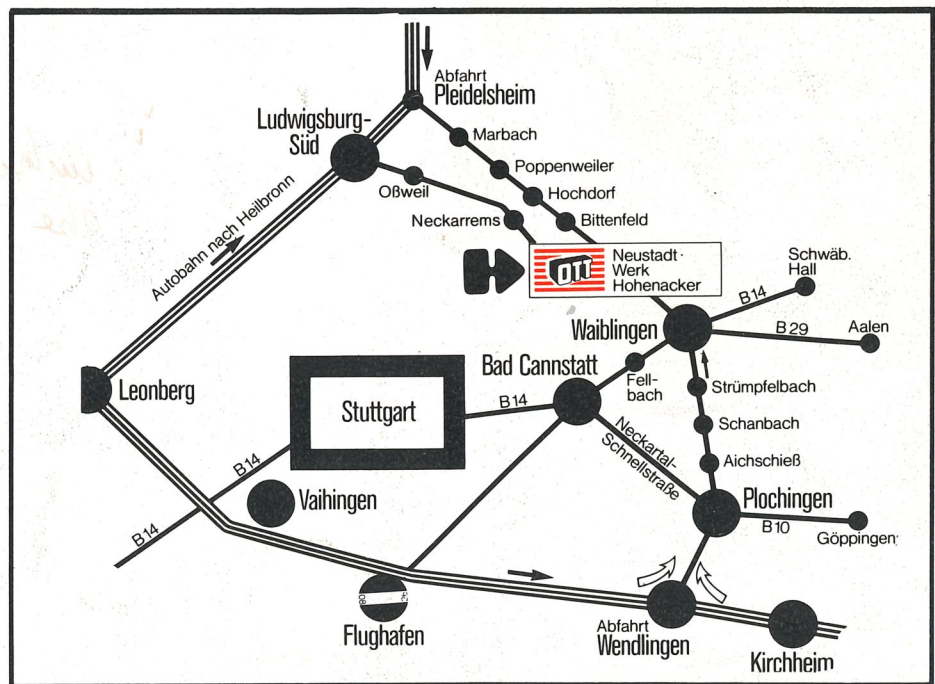 Abfahrt
Pleidelsheim
Ludwigsburg-
Süd
Marbach
Poppenweiler
Oßweil
Hochdorf
Neckarrems
Bittenfeld
Autobahn nach Heilbronn
OTT
Neustadt·
Werk
Hohenacker
Schwäb.
Hall
B14
Waiblingen
B 29
Aalen
Bad Cannstatt
Fell-
bach
Leonberg
Stuttgart
B14
Strümpfelbach
Schanbach
Neckartal-
Schnellstraße
Aichschieß
B14
Vaihingen
Plochingen
B14
B10
Göppingen
Flughafen
Abfahrt
Wendlingen
Kirchheim